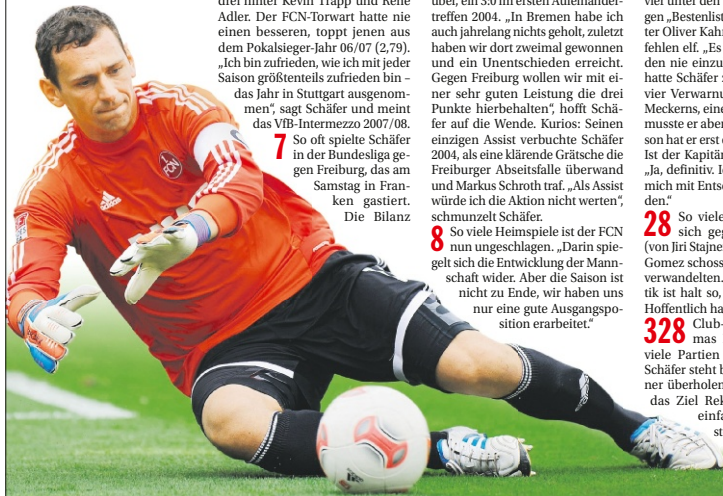 drei hinter Kevin Trapp und René
Adler. Der FCN-Torwart hatte nie
einen besseren, toppt jenen aus
dem Pokalsieger-Jahr 06/07 (2,79).
„Ich bin zufrieden, wie ich mit jeder
Saison größtenteils zufrieden bin –
das Jahr in Stuttgart ausgenom-
men“, sagt Schäfer und meint
das VfB-Intermezzo 2007/08.
7 So oft spielte Schäfer
in der Bundesliga ge-
gen Freiburg, das am
Samstag in Fran-
ken gastiert.
Die Bilanz
über, ein 3:0 im ersten Aufeinander-
treffen 2004. „In Bremen habe ich
auch jahrelang nichts geholt, zuletzt
haben wir dort zweimal gewonnen
und ein Unentschieden erreicht.
Gegen Freiburg wollen wir mit ei-
ner sehr guten Leistung die drei
Punkte hierbehalten“, hofft Schä-
fer auf die Wende. Kurios: Seinen
einzigen Assist verbuchte Schäfer
2004, als eine klärende Grätsche die
Freiburger Abseitsfalle überwand
und Markus Schroth traf. „Als Assist
würde ich die Aktion nicht werten“,
schmunzelt Schäfer.
8 So viele Heimspiele ist der FCN
nun ungeschlagen. „Darin spie-
gelt sich die Entwicklung der Mann-
schaft wider. Aber die Saison ist
nicht zu Ende, wir haben uns
nur eine gute Ausgangspo-
sition erarbeitet.“
viel unter den
gen „Bestenlist
ter Oliver Kahn
fehlen elf. „Es
den nie einzu
hatte Schäfer
vier Verwarnu
Meckerns, eine
musste er aber
son hat er erst
Ist der Kapitän
„Ja, definitiv. I
mich mit Entsc
den.“
28 So viele
sich geg
(von Jiri Stajne
Gomez schoss
verwandelten.
tik ist halt so,
Hoffentlich ha
328 Club-
mas
viele Partien
Schäfer steht b
ner überholen
das Ziel Rek
einfa
st
1.
FCN